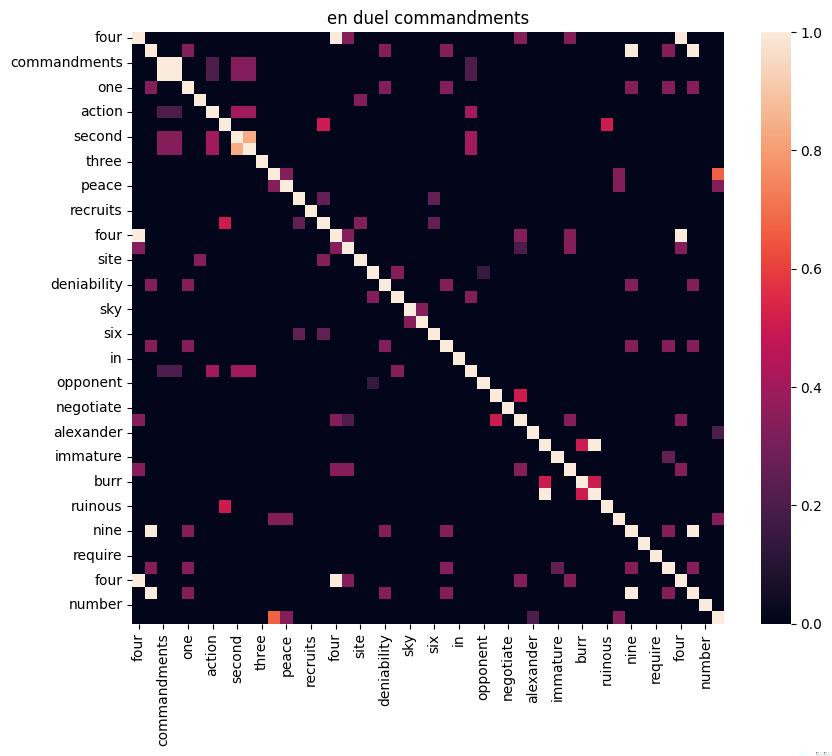 en duel commandments
four
commandments
one
action
second
three
peace
recruits
four
site
deniability
sky
six
in
opponent
negotiate
alexander
immature
burr
ruinous
nine
require
four
number
1.0
0.8
0.6
0.4
0.2
0.0
four
commandments
one
action
second
three
peace
recruits
four
site
deniability
sky
six
in
opponent
negotiate
alexander
immature
burr
ruinous
nine
require
four
number